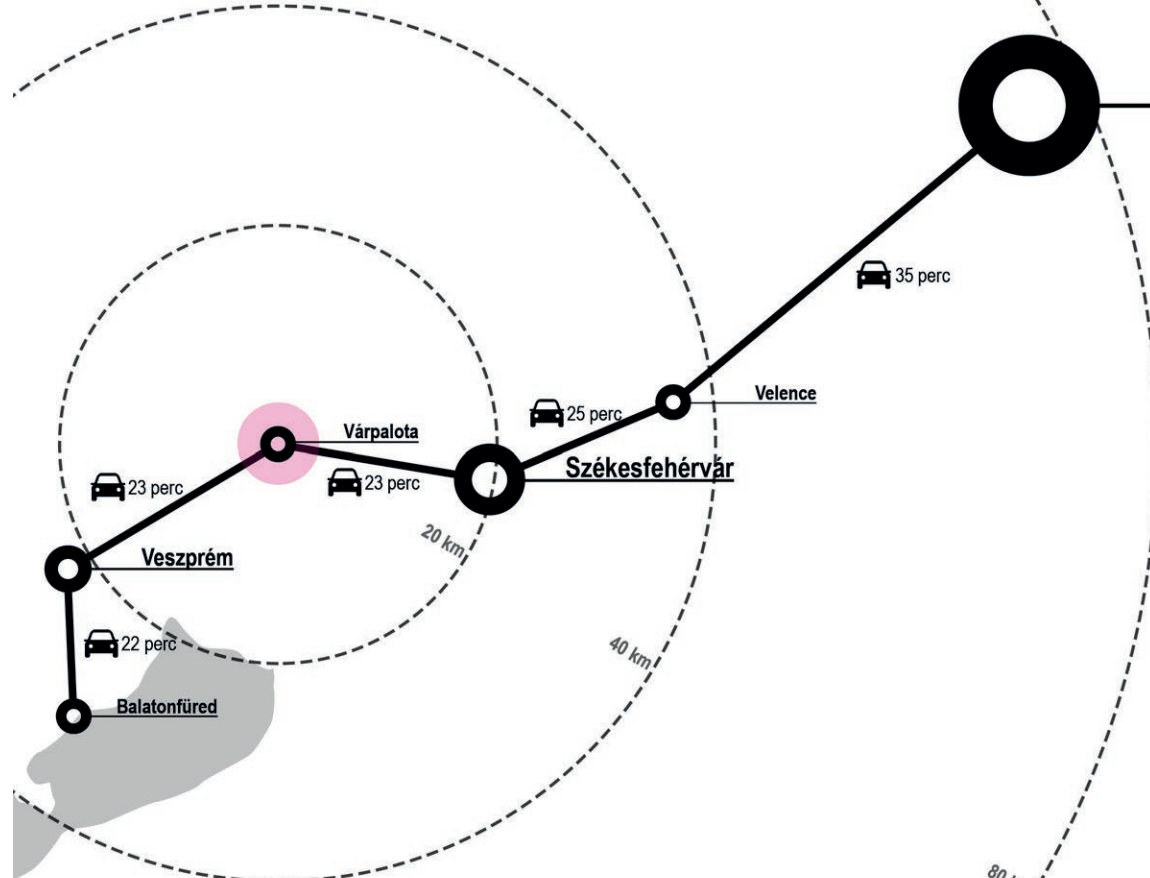 35 perc
Velence
25 perc
Várpalota
Székesfehérvár
23 perc
23 perc
20 km
Veszprém
22 perc
40 km
Balatonfüred
80